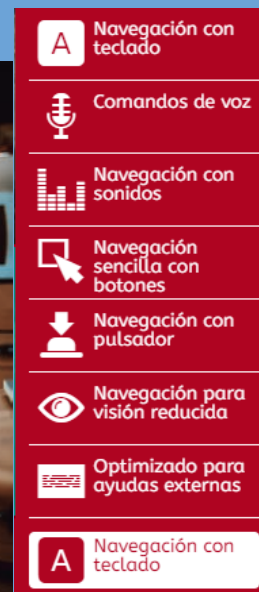 A
Navegación con
teclado
Comandos de voz
Navegación con
sonidos
Navegación
sencilla con
botones
Navegación con
pulsador
Navegación para
visión reducida
Optimizado para
ayudas externas
A
Navegación con
teclado